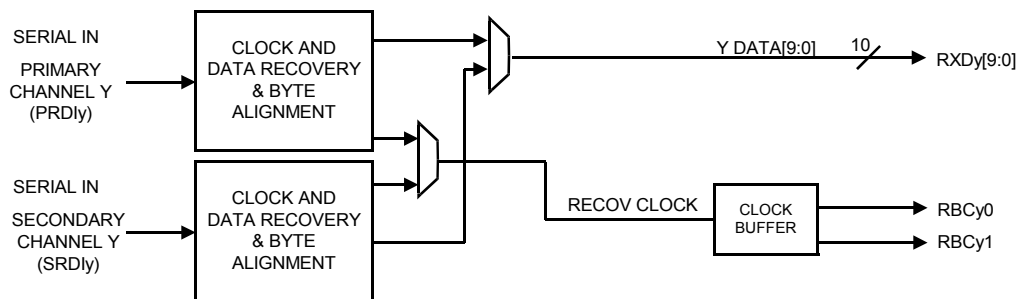 SERIAL IN
PRIMARY
CHANNEL Y
(PRDIy)
CLOCK AND
DATA RECOVERY
& BYTE
ALIGNMENT
Y DATA[9:0]
10
RXDy[9:0]
SERIAL IN
SECONDARY
CHANNEL Y
(SRDIy)
CLOCK AND
DATA RECOVERY
& BYTE
ALIGNMENT
RECOV CLOCK
CLOCK
BUFFER
RBCy0
RBCy1